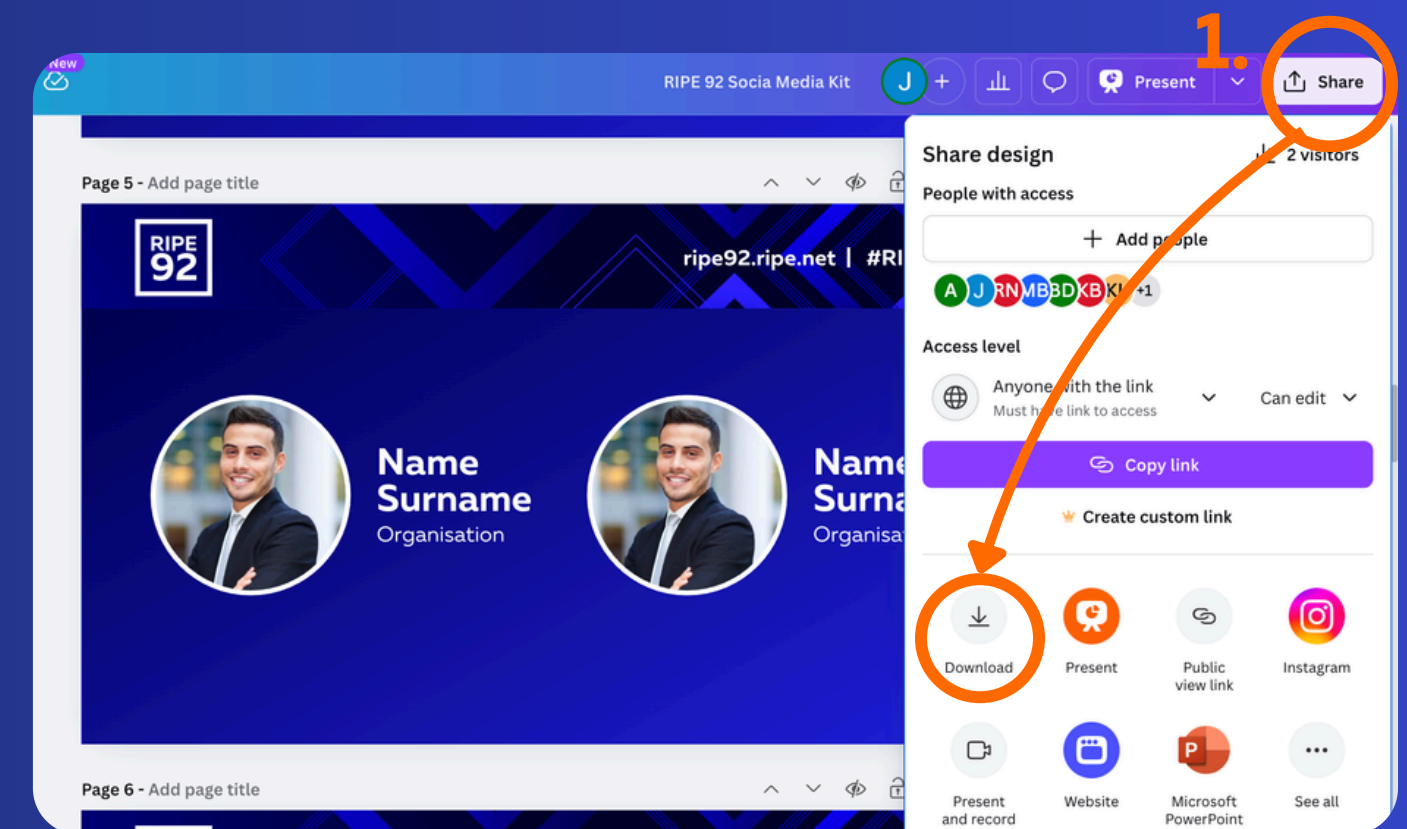 1.
New
RIPE 92 Socia Media Kit
J
+
Present
Share
Share design
2 visitors
People with access
+ Add people
A J RN MB BD KB +1
Access level
Anyone with the link
Must have link to access
Can edit
Copy link
Create custom link
Download
Present
Public
view link
Instagram
Present
and record
Website
P
Microsoft
PowerPoint
See all
Page 5 - Add page title
RIPE
92
ripe92.ripe.net | #RI
Name
Surname
Organisation
Name
Surna
Organisa
Page 6 - Add page title